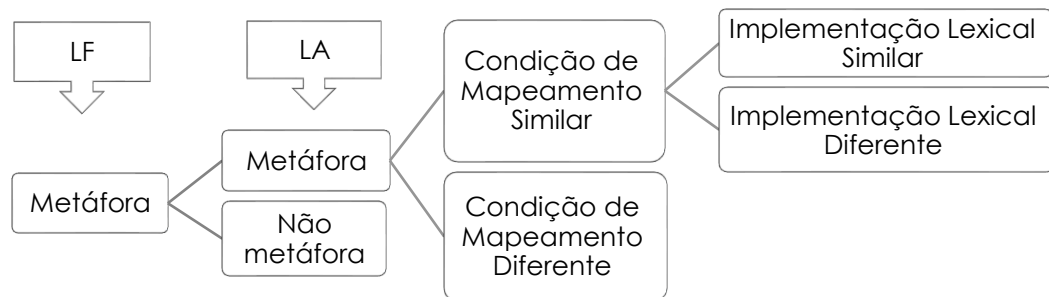 LF
LA
Metáfora
Metáfora
Não
metáfora
Condição de
Mapeamento
Similar
Condição de
Mapeamento
Diferente
Implementação Lexical
Similar
Implementação Lexical
Diferente